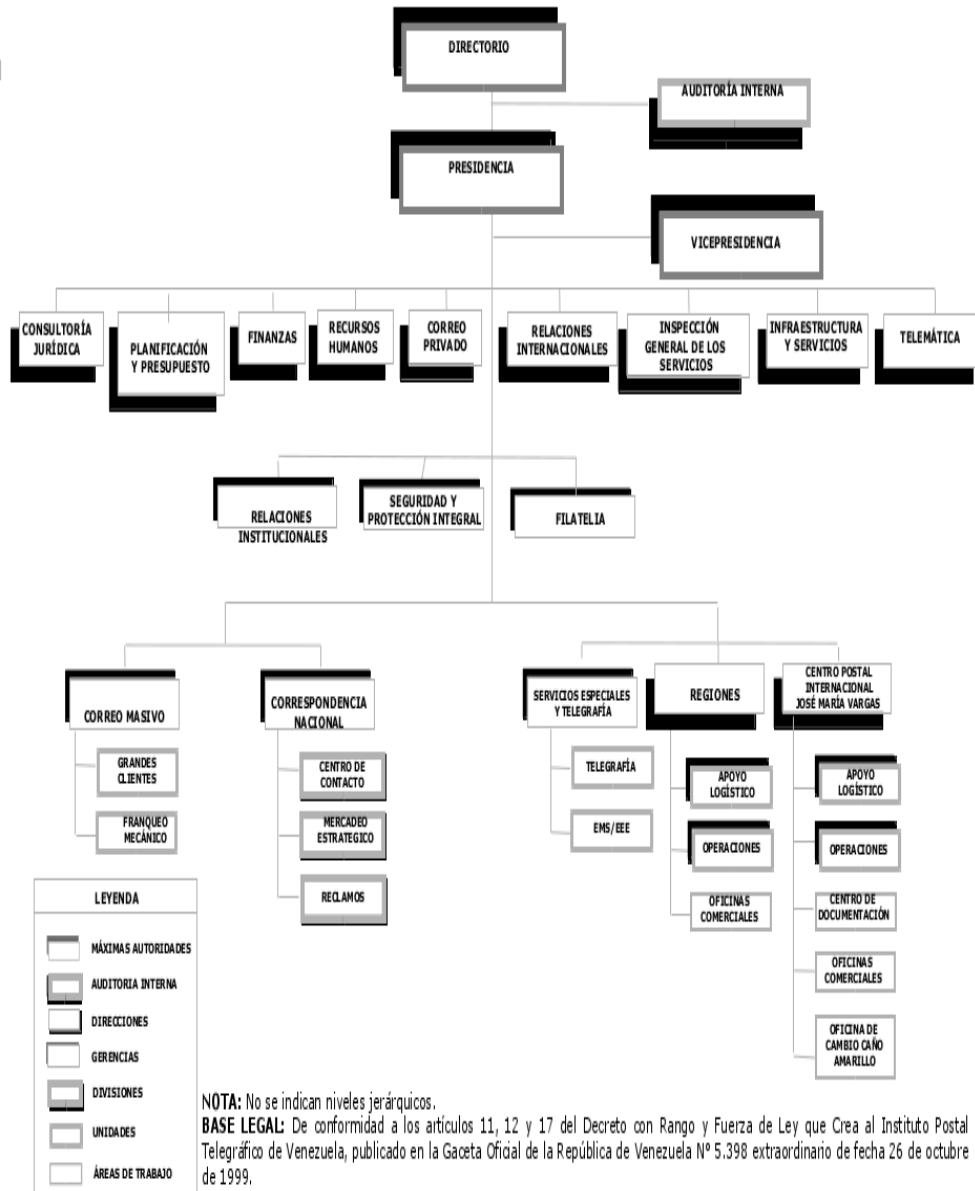 DIRECTORIO
AUDITORÍA INTERNA
PRESIDENCIA
VICEPRESIDENCIA
CONSULTORÍA
JURÍDICA
PLANIFICACIÓN
Y PRESUPUESTO
FINANZAS
RECURSOS
HUMANOS
CORREO
PRIVADO
RELACIONES
INTERNACIONALES
INSPECCIÓN
GENERAL DE LOS
SERVICIOS
INFRAESTRUCTURA
Y SERVICIOS
TELEMÁTICA
RELACIONES
INSTITUCIONALES
SEGURIDAD Y
PROTECCIÓN INTEGRAL
FILATELIA
CORREO MASIVO
GRANDES
CLIENTES
FRANQUEO
MECÁNICO
CORRESPONDENCIA
NACIONAL
CENTRO DE
CONTACTO
MERCADEO
ESTRATEGICO
RECLAMOS
SERVICIOS ESPECIALES
Y TELEGRAFÍA
TELEGRAFÍA
EMS/EEE
REGIONES
APOYO
LOGÍSTICO
OPERACIONES
OFICINAS
COMERCIALES
CENTRO POSTAL
INTERNACIONAL
JOSÉ MARÍA VARGAS
APOYO
LOGÍSTICO
OPERACIONES
CENTRO DE
DOCUMENTACIÓN
OFICINAS
COMERCIALES
OFICINA DE
CAMBIO CAÑO
AMARILLO
LEYENDA
MÁXIMAS AUTORIDADES
AUDITORIA INTERNA
DIRECCIONES
GERENCIAS
DIVISIONES
UNIDADES
ÁREAS DE TRABAJO
NOTA: No se indican niveles jerárquicos.
BASE LEGAL: De conformidad a los artículos 11, 12 y 17 del Decreto con Rango y Fuerza de Ley que Crea al Instituto Postal
Telegráfico de Venezuela, publicado en la Gaceta Oficial de la República de Venezuela Nº 5.398 extraordinario de fecha 26 de octubre
de 1999.